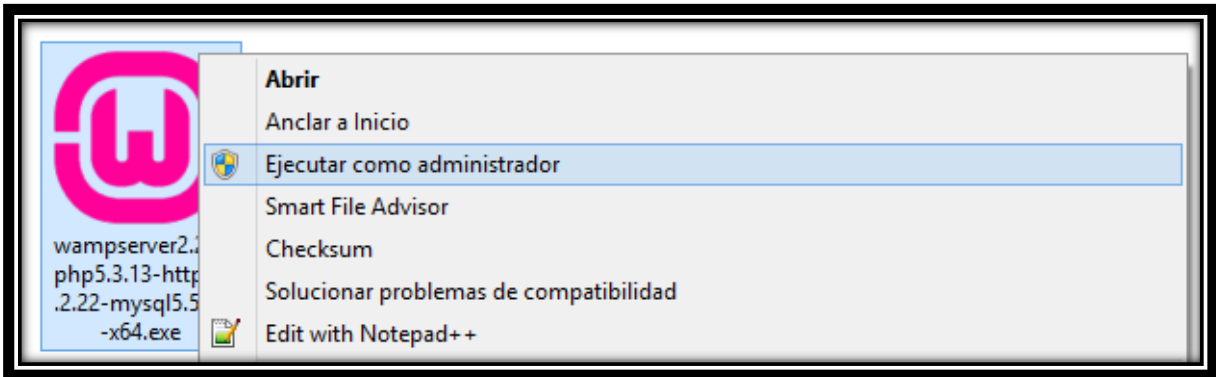 Abrir
Anclar a Inicio
Ejecutar como administrador
Smart File Advisor
Checksum
Solucionar problemas de compatibilidad
Edit with Notepad++
wampserver2.2
php5.3.13-http
.2.22-mysql5.5
-x64.exe